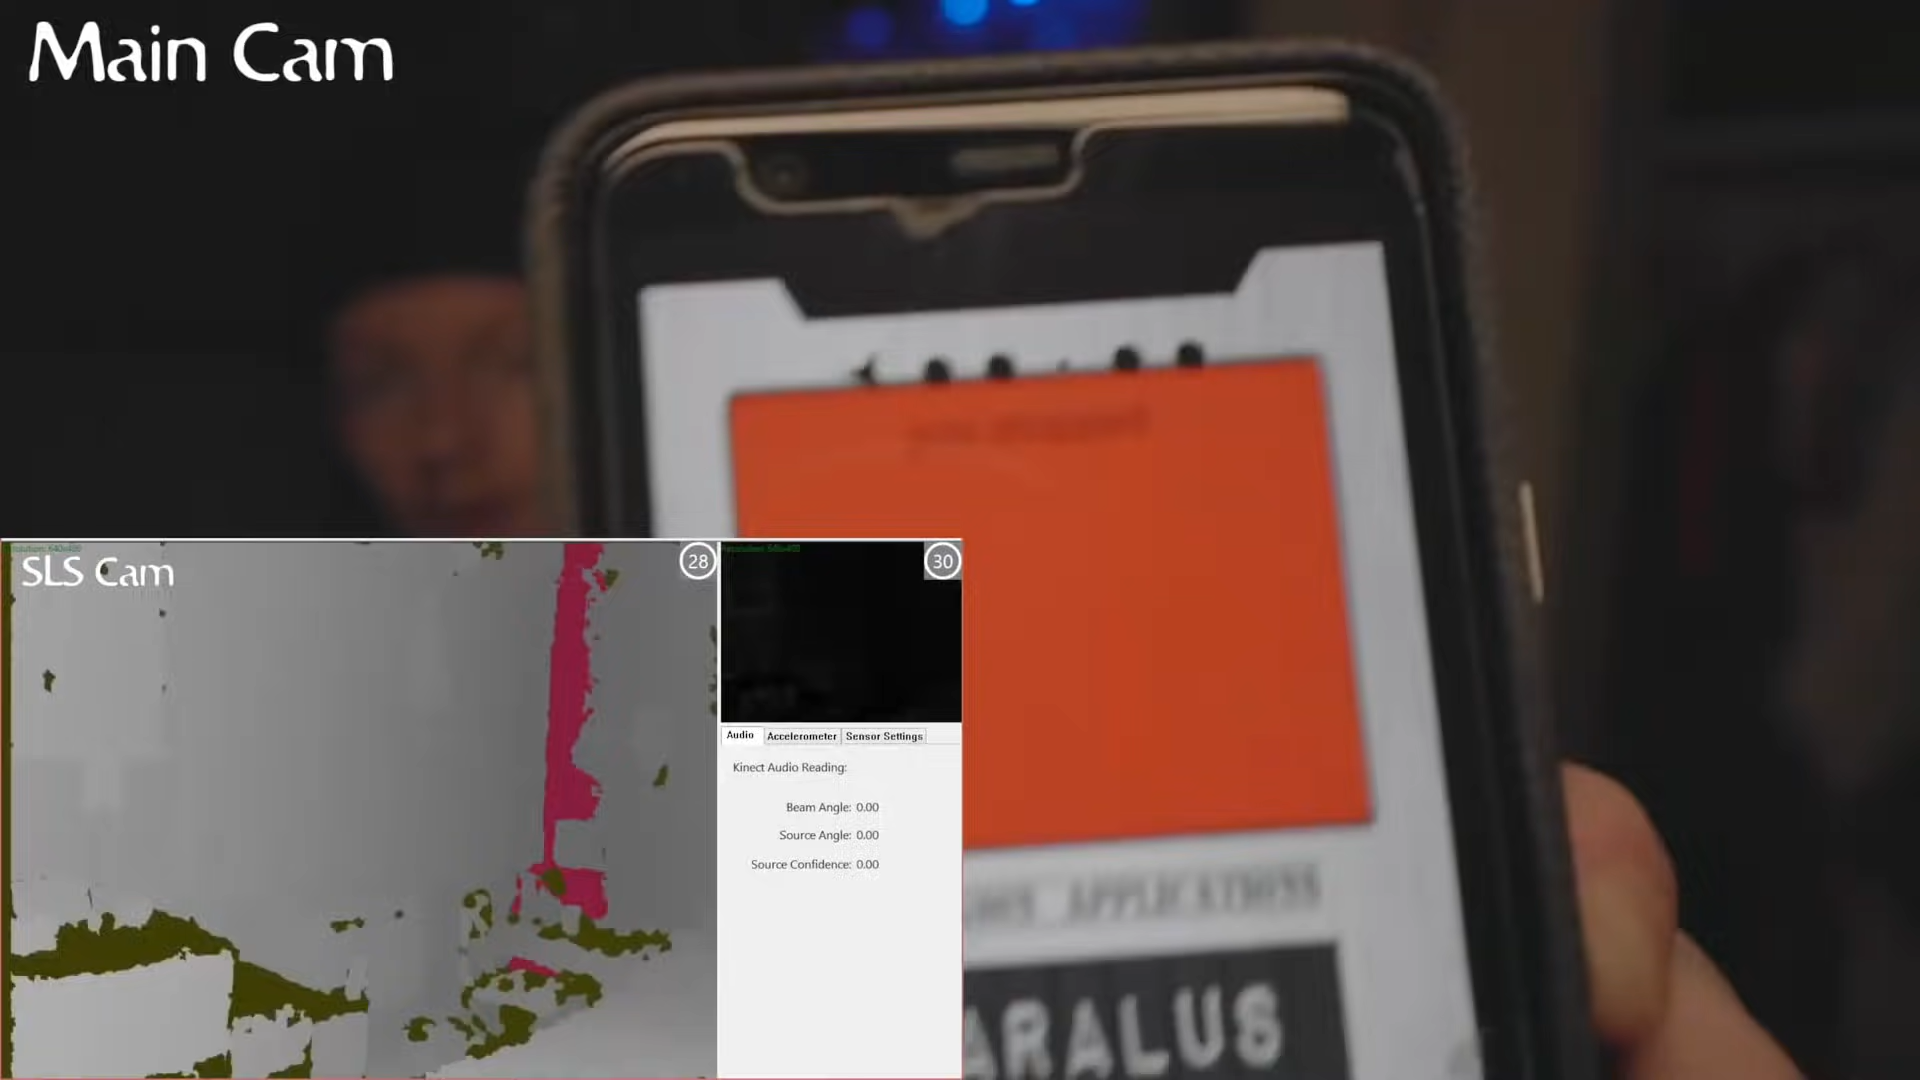 Main Cam
SLS Cam
28
30
Audio
Accelerometer
Sensor Settings
Kinect Audio Reading:
Beam Angle: 0.00
Source Angle: 0.00
Source Confidence: 0.00
APPLICATIONS
ARALUS